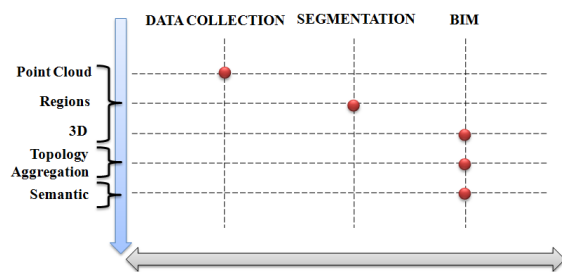 DATA COLLECTION SEGMENTATION BIM
Point Cloud
Regions
3D
Topology
Aggregation
Semantic